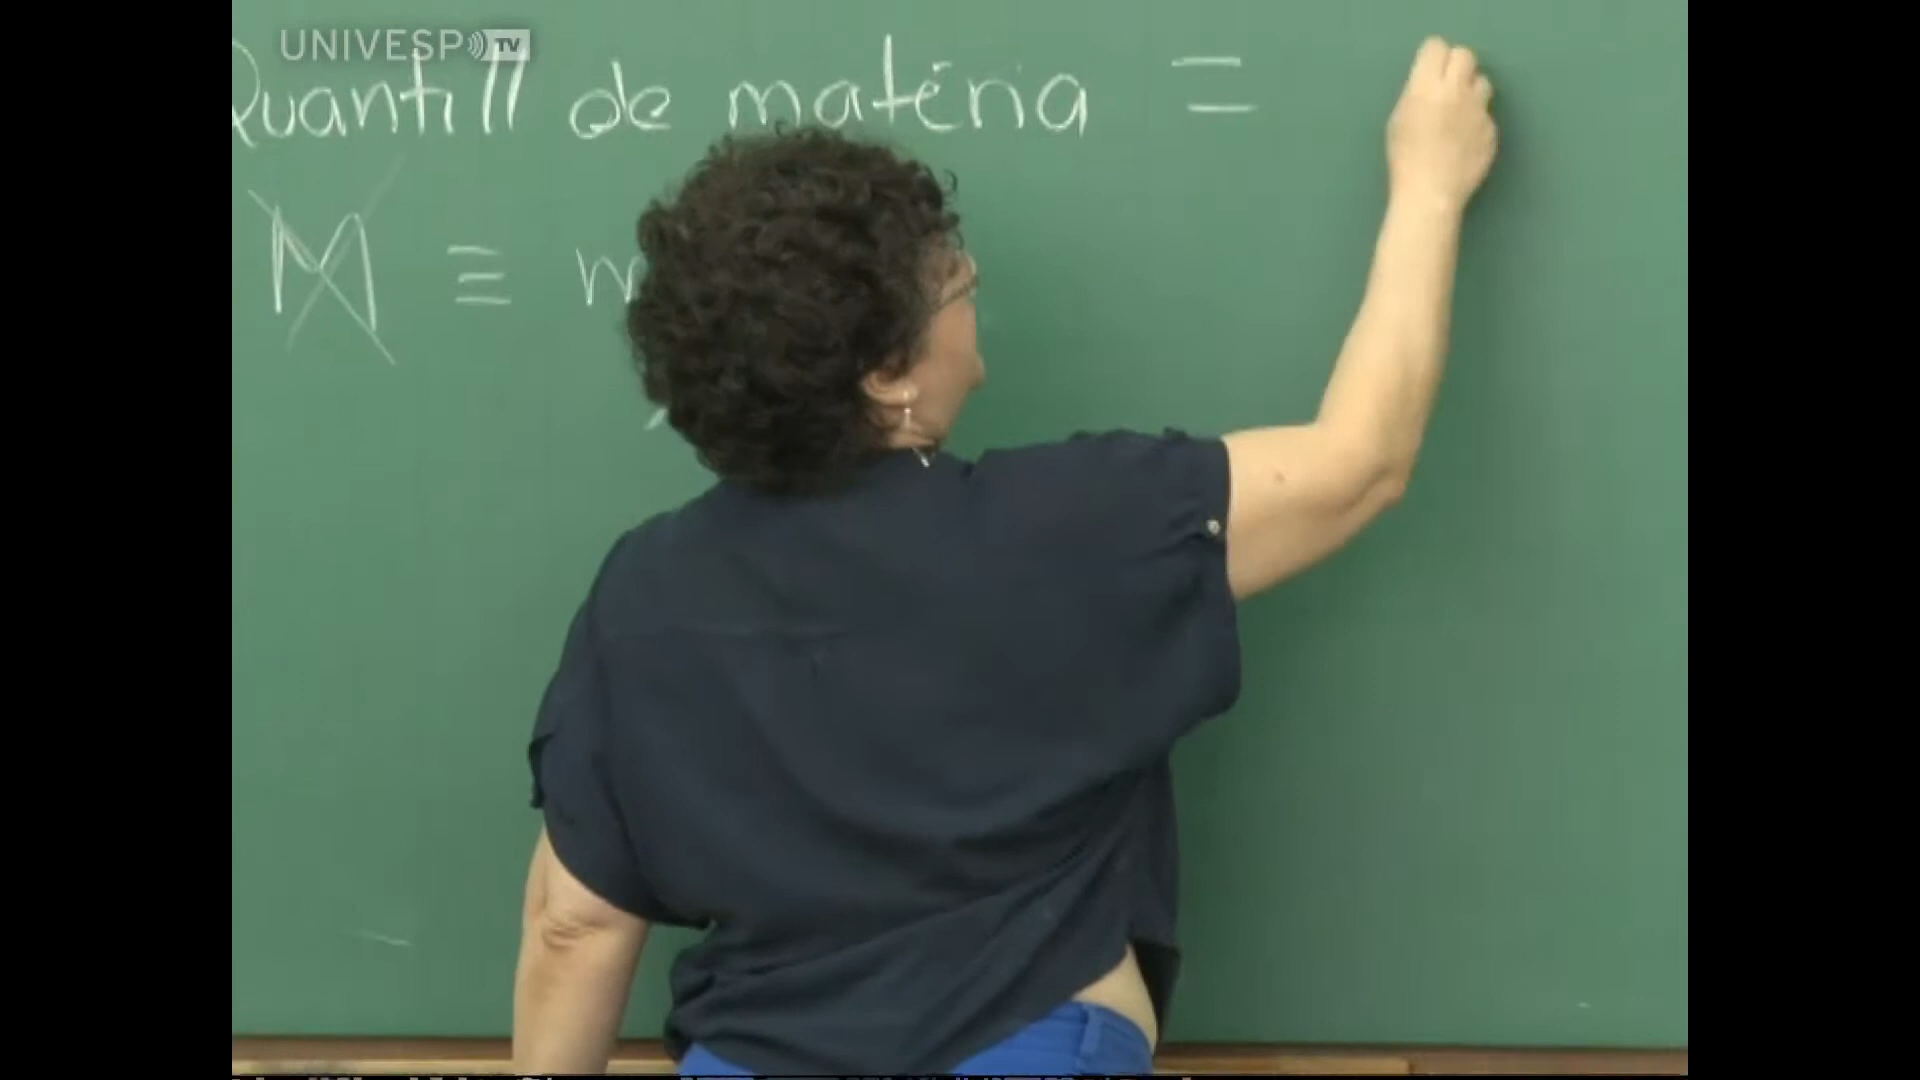 UNIVESP TV
Quantid de matéria =
M ≡